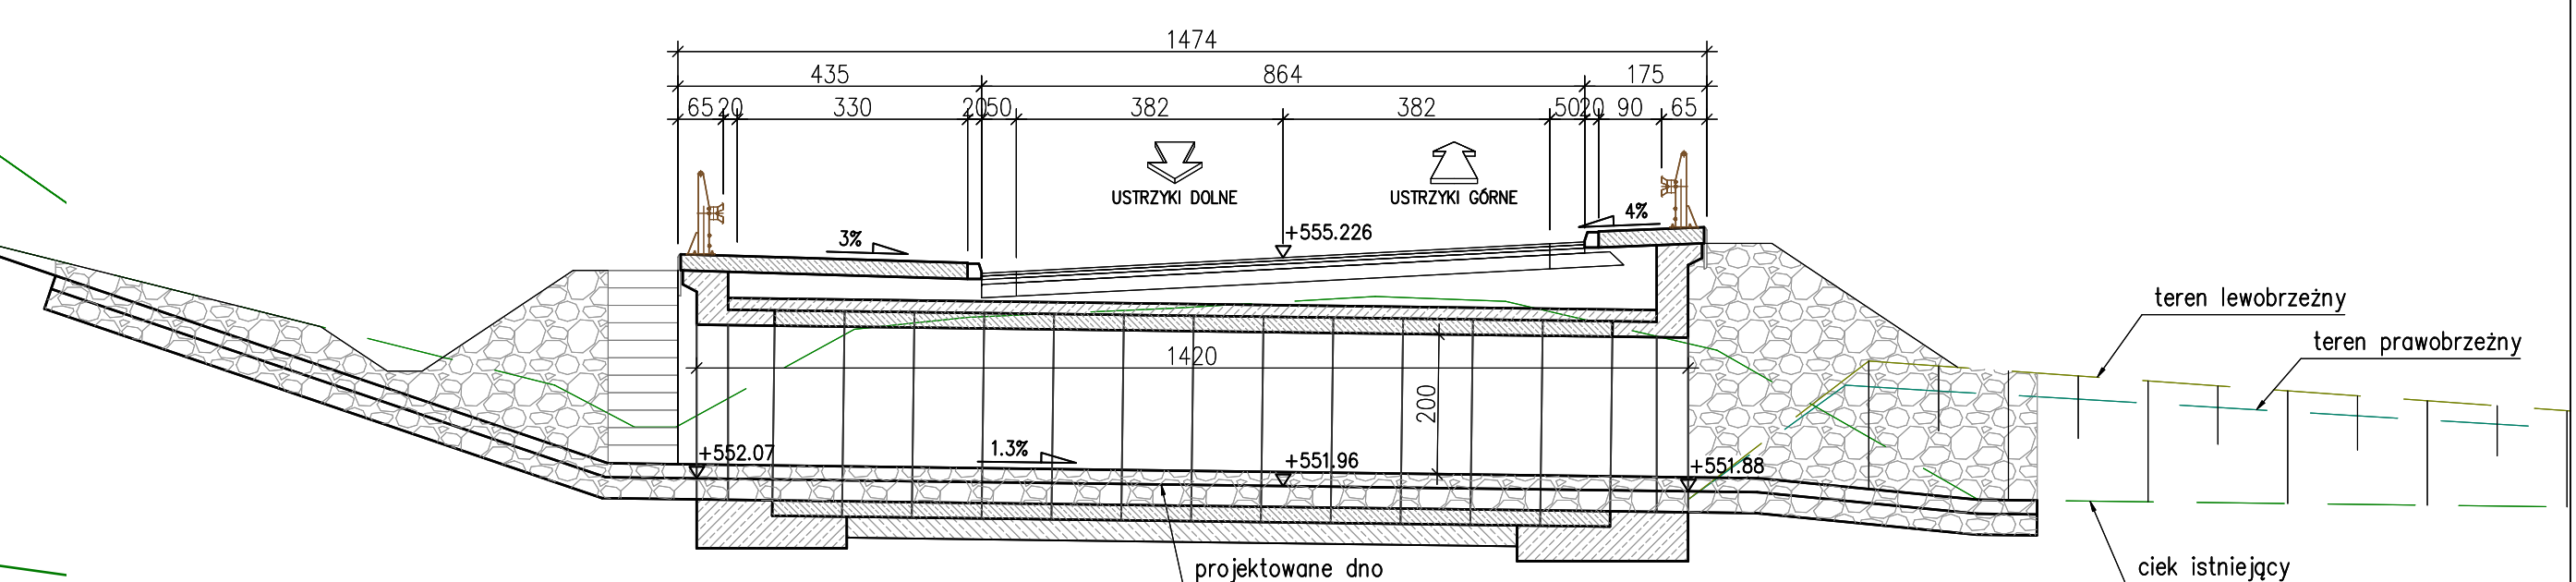 1474
435 864 175
65 20 330 20 50 382 382 50 20 90 65
USTRZYKI DOLNE USTRZYKI GÓRNE
4%
+555.226
3%
teren lewobrzeżny
teren prawobrzeżny
1420
200
1.3%
+552.07 +551.96 +551.88
projektowane dno
ciek istniejący